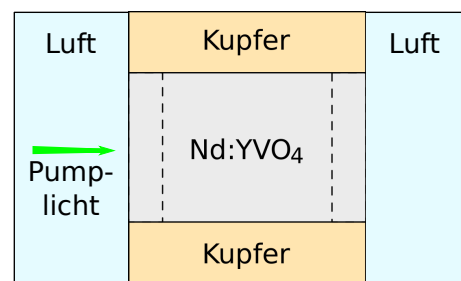 Luft
Kupfer
Luft
Nd:YVO₄
Pump-
licht
Kupfer